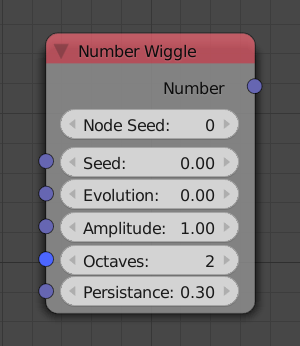 Number Wiggle
Number
Node Seed: 0
Seed: 0.00
Evolution: 0.00
Amplitude: 1.00
Octaves: 2
Persistance: 0.30